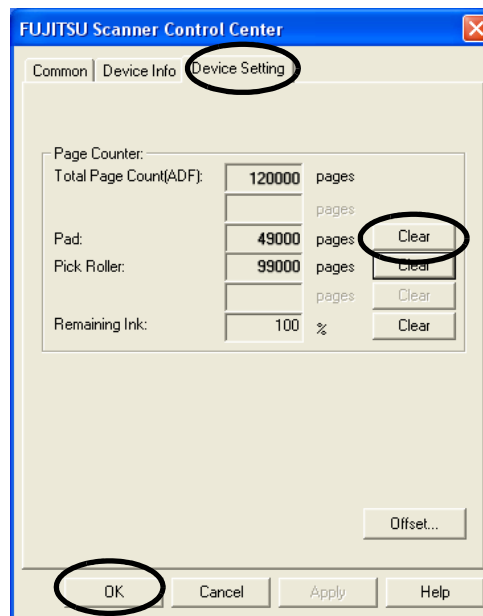 FUJITSU Scanner Control Center
Common Device Info Device Setting
Page Counter:
Total Page Count(ADF): 120000 pages
pages
Pad: 49000 pages Clear
Pick Roller: 99000 pages Clear
pages Clear
Remaining Ink: 100 % Clear
Offset...
OK Cancel Apply Help